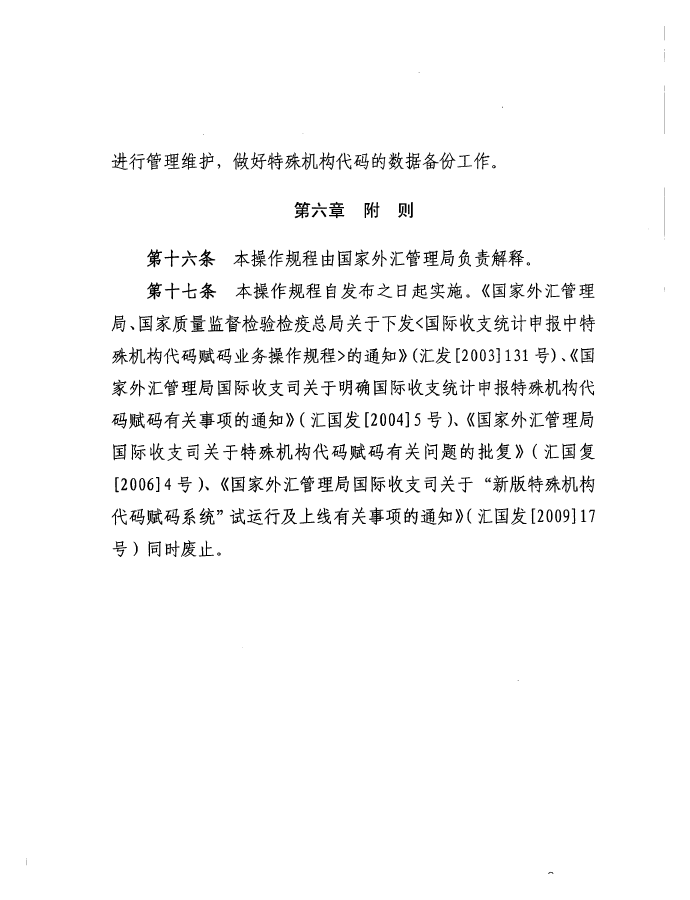 进行管理维护，做好特殊机构代码的数据备份工作。
第六章 附 则
第十六条 本操作规程由国家外汇管理局负责解释。
第十七条 本操作规程自发布之日起实施。《国家外汇管理
局、国家质量监督检验检疫总局关于下发<国际收支统计申报中特
殊机构代码赋码业务操作规程>的通知》（汇发[2003]131 号）、《国
家外汇管理局国际收支司关于明确国际收支统计申报特殊机构代
码赋码有关事项的通知》（汇国发[2004]5 号）、《国家外汇管理局
国际收支司关于特殊机构代码赋码有关问题的批复》（汇国复
[2006]4 号）、《国家外汇管理局国际收支司关于“新版特殊机构
代码赋码系统”试运行及上线有关事项的通知》（汇国发[2009]17
号）同时废止。